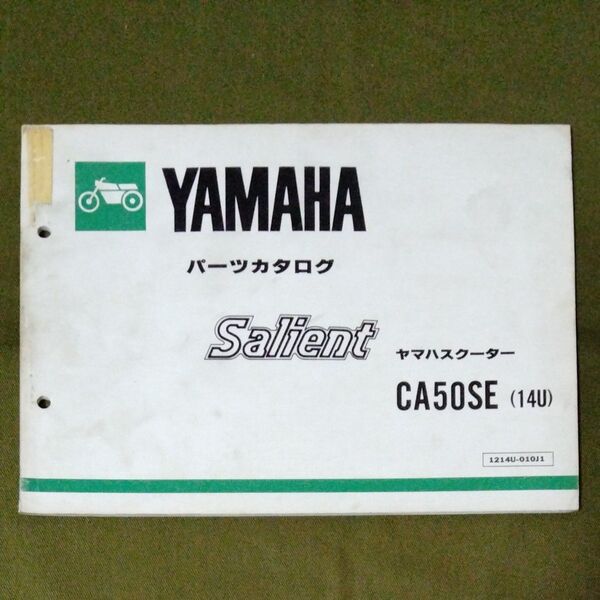 YAMAHA
パーツカタログ
Salient
ヤマハスクーター
CA50SE (14U)
1214U-010J1